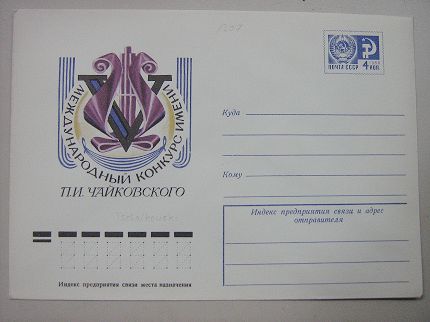 МЕЖДУНАРОДНЫЙ КОНКУРС ИМЕНИ
П.И. ЧАЙКОВСКОГО
ПОЧТА СССР
4 КОП.
Куда
Кому
Индекс предприятия связи и адрес
отправителя
Индекс предприятия связи места назначения